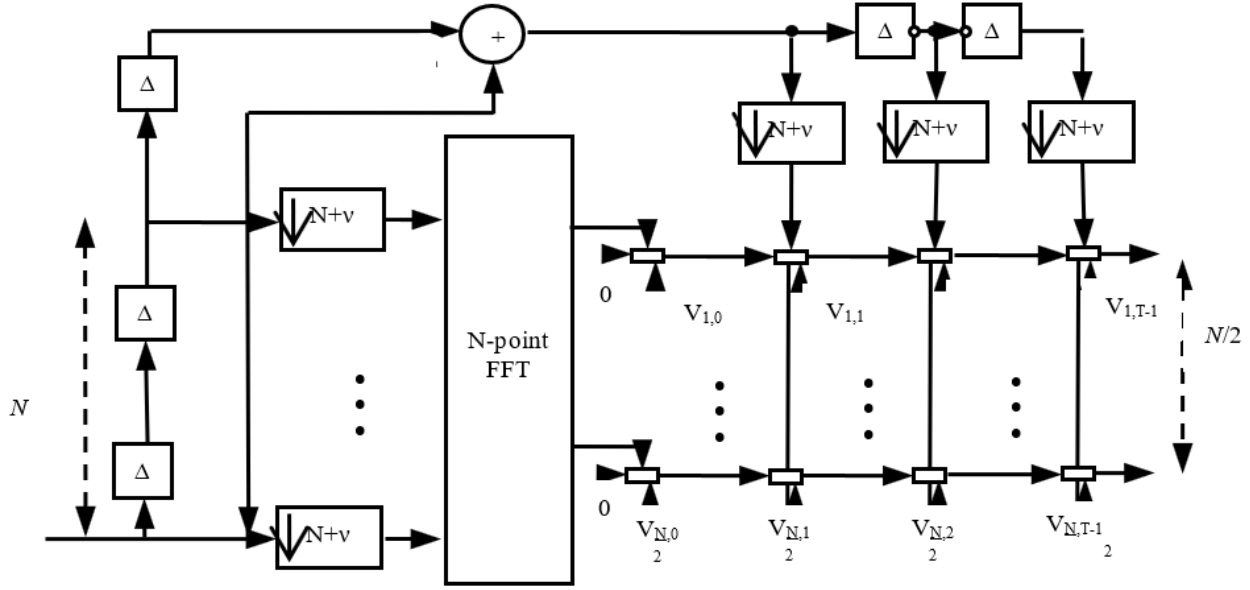 +
Δ
Δ
Δ
N+ν
N+ν
N+ν
N+ν
0
V1,0
V1,1
V1,T-1
Δ
N-point
FFT
N/2
N
Δ
0
N+ν
VN,0
2
VN,1
2
VN,2
2
VN,T-1
2